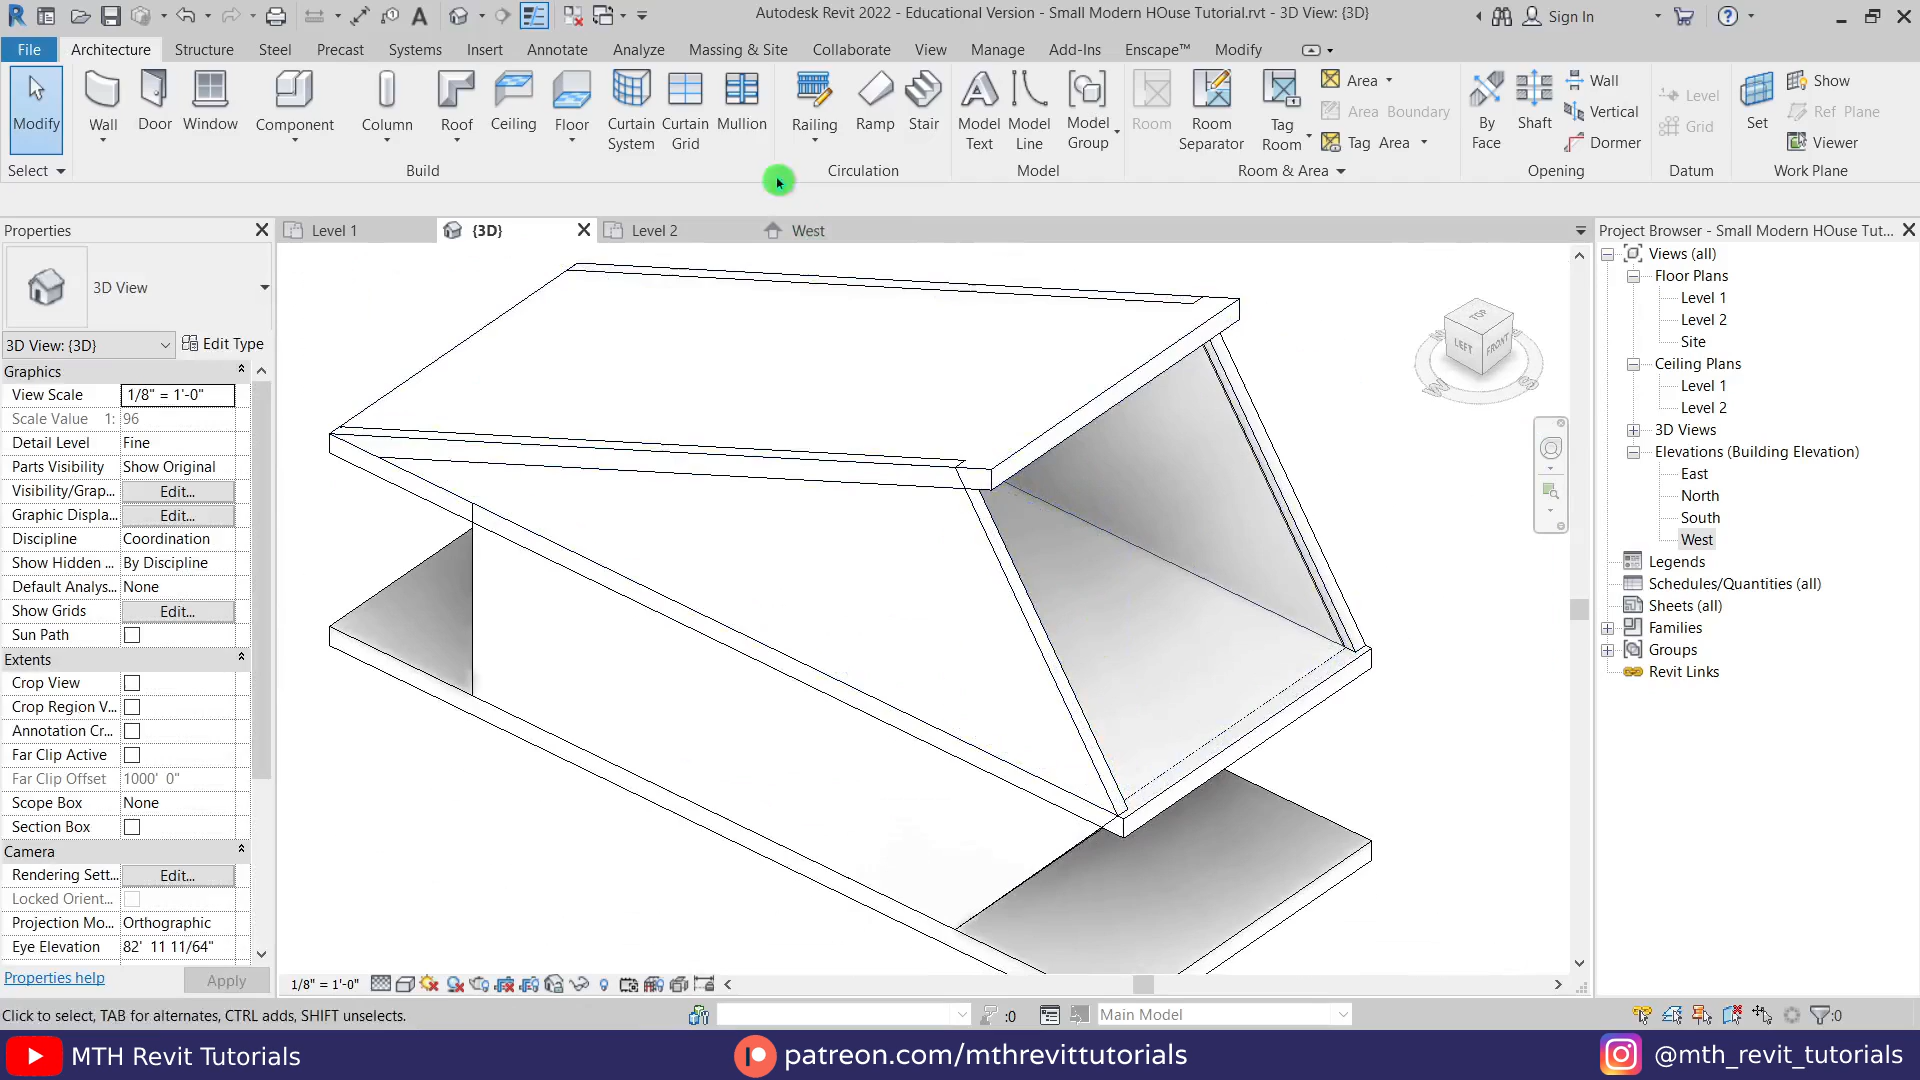 Autodesk Revit 2022 - Educational Version - Small Modern HOuse Tutorial.rvt - 3D View: {3D}
Sign In
File Architecture Structure Steel Precast Systems Insert Annotate Analyze Massing & Site Collaborate View Manage Add-Ins Enscape™ Modify
Modify Wall Door Window Component Column Roof Ceiling Floor Curtain System Curtain Grid Mullion Railing Ramp Stair Model Text Model Line Model Group Room Room Separator Tag Room Area Area Boundary Tag Area By Face Shaft Wall Vertical Dormer Level Grid Set Show Ref Plane Viewer
Select Build Circulation Model Room & Area Opening Datum Work Plane
Properties
Level 1 {3D} Level 2 West
Project Browser - Small Modern HOuse Tut...
3D View
3D View: {3D} Edit Type
Graphics
View Scale 1/8" = 1'-0"
Scale Value 1: 96
Detail Level Fine
Parts Visibility Show Original
Visibility/Grap... Edit...
Graphic Displa... Edit...
Discipline Coordination
Show Hidden ... By Discipline
Default Analys... None
Show Grids Edit...
Sun Path
Extents
Crop View
Crop Region V...
Annotation Cr...
Far Clip Active
Far Clip Offset 1000' 0"
Scope Box None
Section Box
Camera
Rendering Sett... Edit...
Locked Orient...
Projection Mo... Orthographic
Eye Elevation 82' 11 11/64"
Properties help Apply
TOP
LEFT FRONT
Views (all)
Floor Plans
Level 1
Level 2
Site
Ceiling Plans
Level 1
Level 2
3D Views
Elevations (Building Elevation)
East
North
South
West
Legends
Schedules/Quantities (all)
Sheets (all)
Families
Groups
Revit Links
1/8" = 1'-0"
Click to select, TAB for alternates, CTRL adds, SHIFT unselects.
:0
Main Model
:0
MTH Revit Tutorials
patreon.com/mthrevittutorials
@mth_revit_tutorials